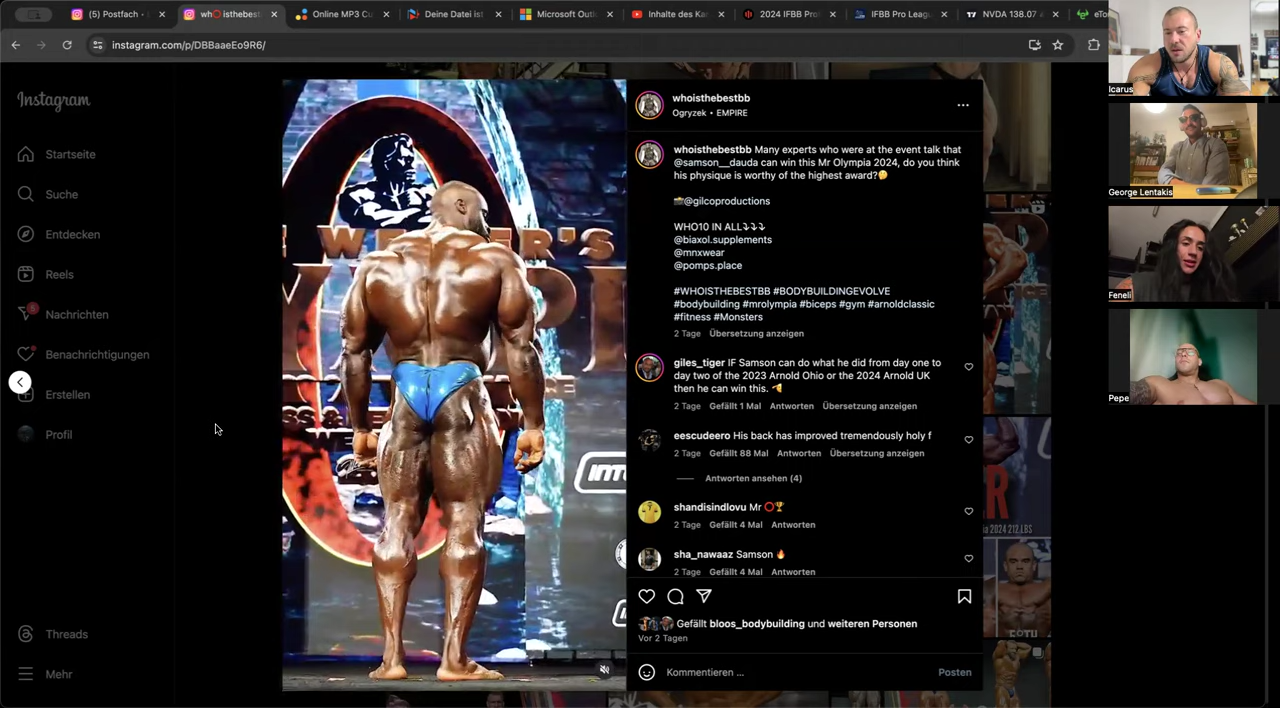 (5) Postfach
wh⭕isthebest
Online MP3 Cu
Deine Datei ist
Microsoft Outl
Inhalte des Ka
2024 IFBB Pro
IFBB Pro Leag
NVDA 138.07
eTo
instagram.com/p/DBBaaeEo9R6/
Instagram
Startseite
Suche
Entdecken
Reels
5
Nachrichten
Benachrichtigungen
Erstellen
Profil
Threads
Mehr
whoisthebestbb
Ogryzek • EMPIRE
whoisthebestbb Many experts who were at the event talk that
@samson__dauda can win this Mr Olympia 2024, do you think
his physique is worthy of the highest award?🤔
📸@gilcoproductions
WHO10 IN ALL⤵⤵⤵
@biaxol.supplements
@mnxwear
@pomps.place
#WHOISTHEBESTBB #BODYBUILDINGEVOLVE
#bodybuilding #mrolympia #biceps #gym #arnoldclassic
#fitness #Monsters
2 Tage Übersetzung anzeigen
giles_tiger IF Samson can do what he did from day one to
day two of the 2023 Arnold Ohio or the 2024 Arnold UK
then he can win this.
2 Tage Gefällt 1 Mal Antworten Übersetzung anzeigen
eescudeero His back has improved tremendously holy f
2 Tage Gefällt 88 Mal Antworten Übersetzung anzeigen
Antworten ansehen (4)
shandisindlovu Mr ⭕🏆
2 Tage Gefällt 4 Mal Antworten
sha_nawaaz Samson 🔥
2 Tage Gefällt 4 Mal Antworten
Gefällt bloos_bodybuilding und weiteren Personen
Vor 2 Tagen
Kommentieren ...
Posten
E WEIDER'S
Icarus
George Lentakis
Feneli
Pepe